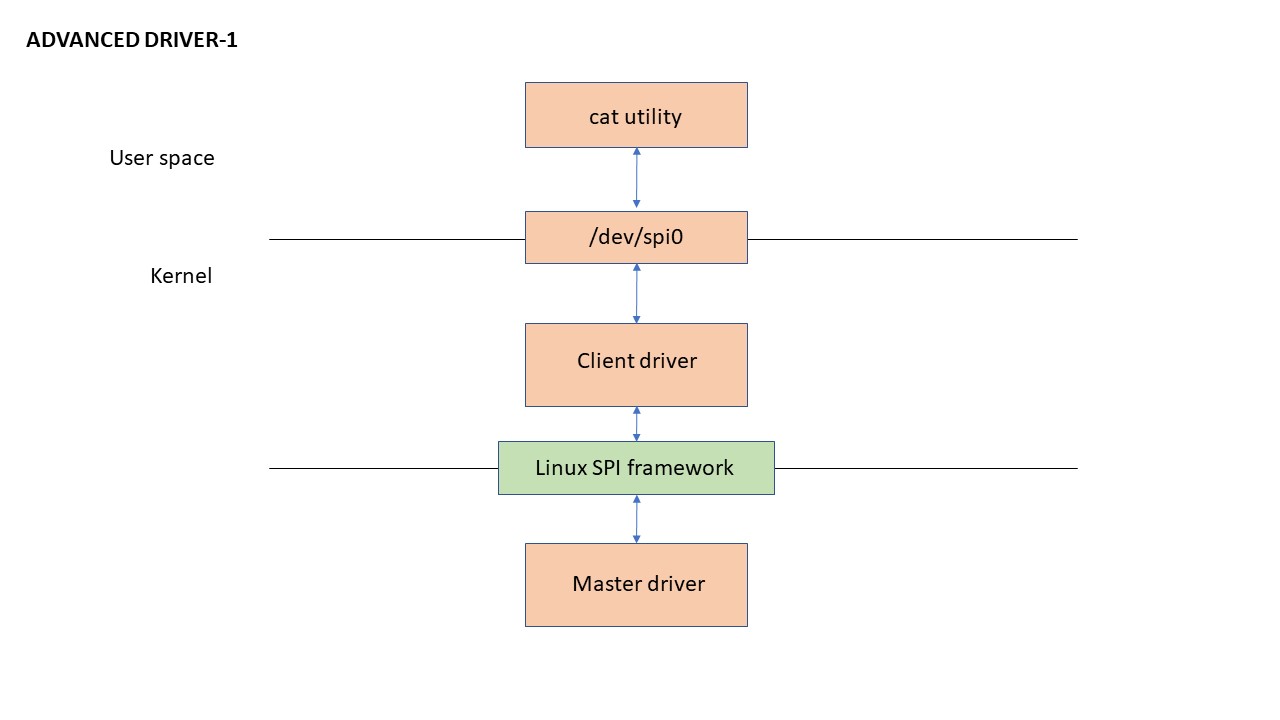 ADVANCED DRIVER-1
cat utility
User space
/dev/spi0
Kernel
Client driver
Linux SPI framework
Master driver